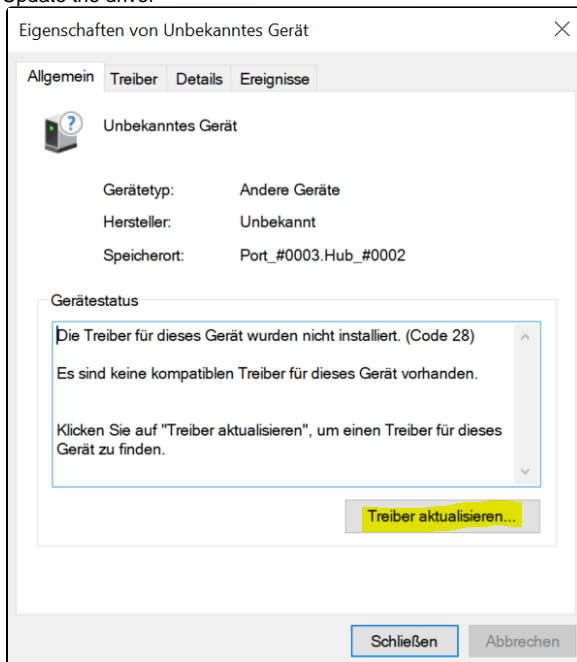 Update the driver
Eigenschaften von Unbekanntes Gerät
Allgemein Treiber Details Ereignisse
Unbekanntes Gerät
Gerätetyp: Andere Geräte
Hersteller: Unbekannt
Speicherort: Port_#0003.Hub_#0002
Gerätestatus
Die Treiber für dieses Gerät wurden nicht installiert. (Code 28)
Es sind keine kompatiblen Treiber für dieses Gerät vorhanden.
Klicken Sie auf "Treiber aktualisieren", um einen Treiber für dieses
Gerät zu finden.
Treiber aktualisieren...
Schließen Abbrechen